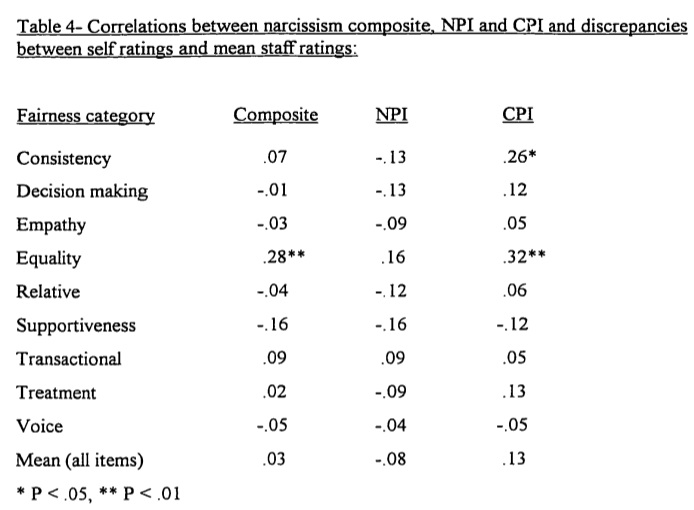 Table 4- Correlations between narcissism composite, NPI and CPI and discrepancies
between self ratings and mean staff ratings:
Fairness category Composite NPI CPI
Consistency .07 -.13 .26*
Decision making -.01 -.13 .12
Empathy -.03 -.09 .05
Equality .28** .16 .32**
Relative -.04 -.12 .06
Supportiveness -.16 -.16 -.12
Transactional .09 .09 .05
Treatment .02 -.09 .13
Voice -.05 -.04 -.05
Mean (all items) .03 -.08 .13
* P < .05, ** P < .01